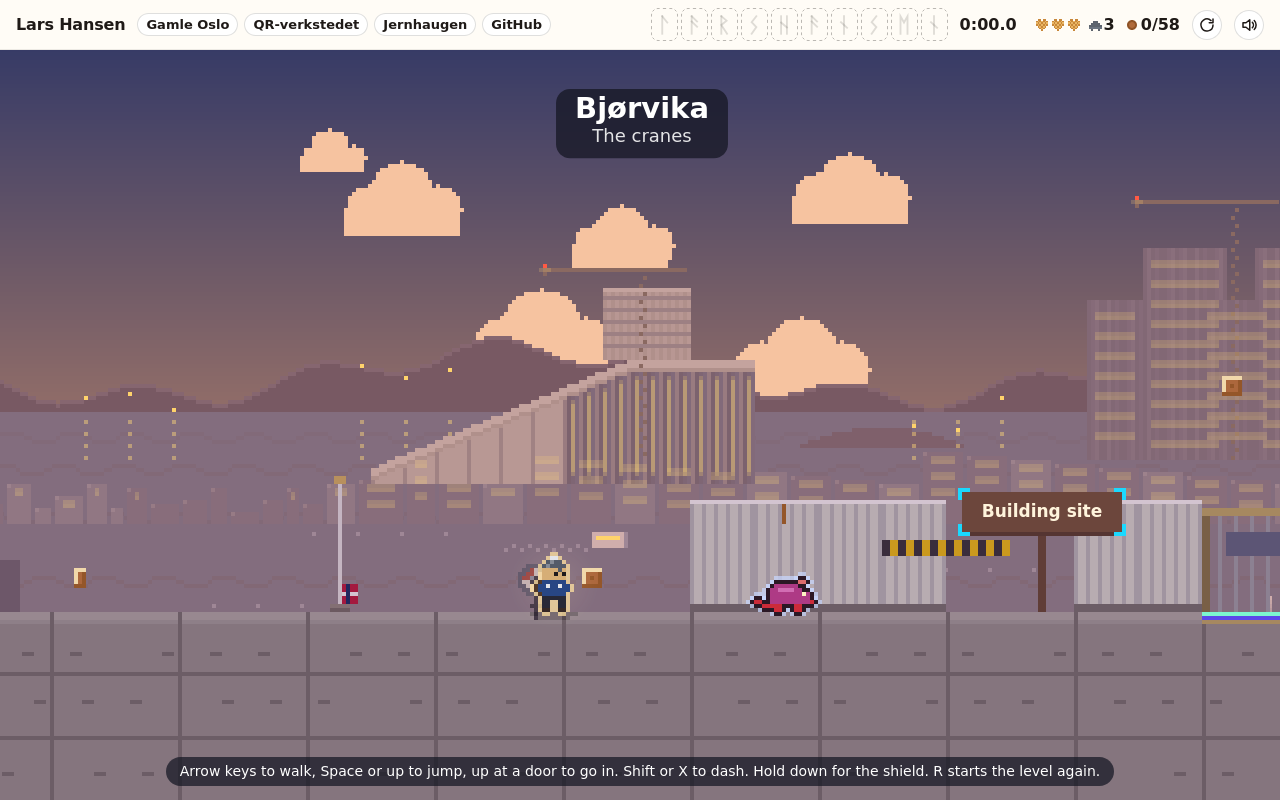 Lars Hansen
Gamle Oslo
QR-verkstedet
Jernhaugen
GitHub
ᛚᚨᚱᛊᚺᚨᚾᛊᛖᚾ
0:00.0
3
0/58
Bjørvika
The cranes
Building site
Arrow keys to walk, Space or up to jump, up at a door to go in. Shift or X to dash. Hold down for the shield. R starts the level again.